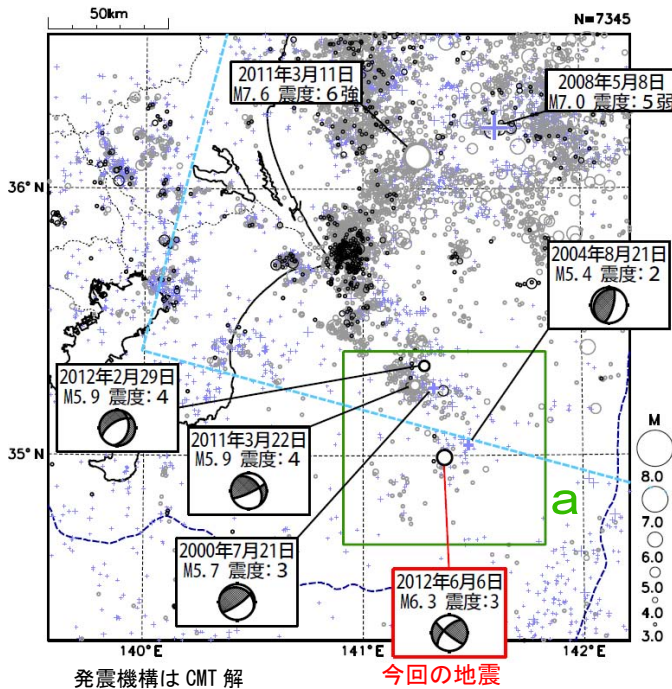 50km
N=7345
2011年3月11日
M7.6 震度:6強
2008年5月8日
M7.0 震度:5弱
36°N
2004年8月21日
M5.4 震度:2
2012年2月29日
M5.9 震度:4
2011年3月22日
M5.9 震度:4
35°N
a
M
8.0
7.0
6.0
5.0
4.0
3.0
2000年7月21日
M5.7 震度:3
2012年6月6日
M6.3 震度:3
140°E
141°E
142°E
発震機構は CMT 解
今回の地震